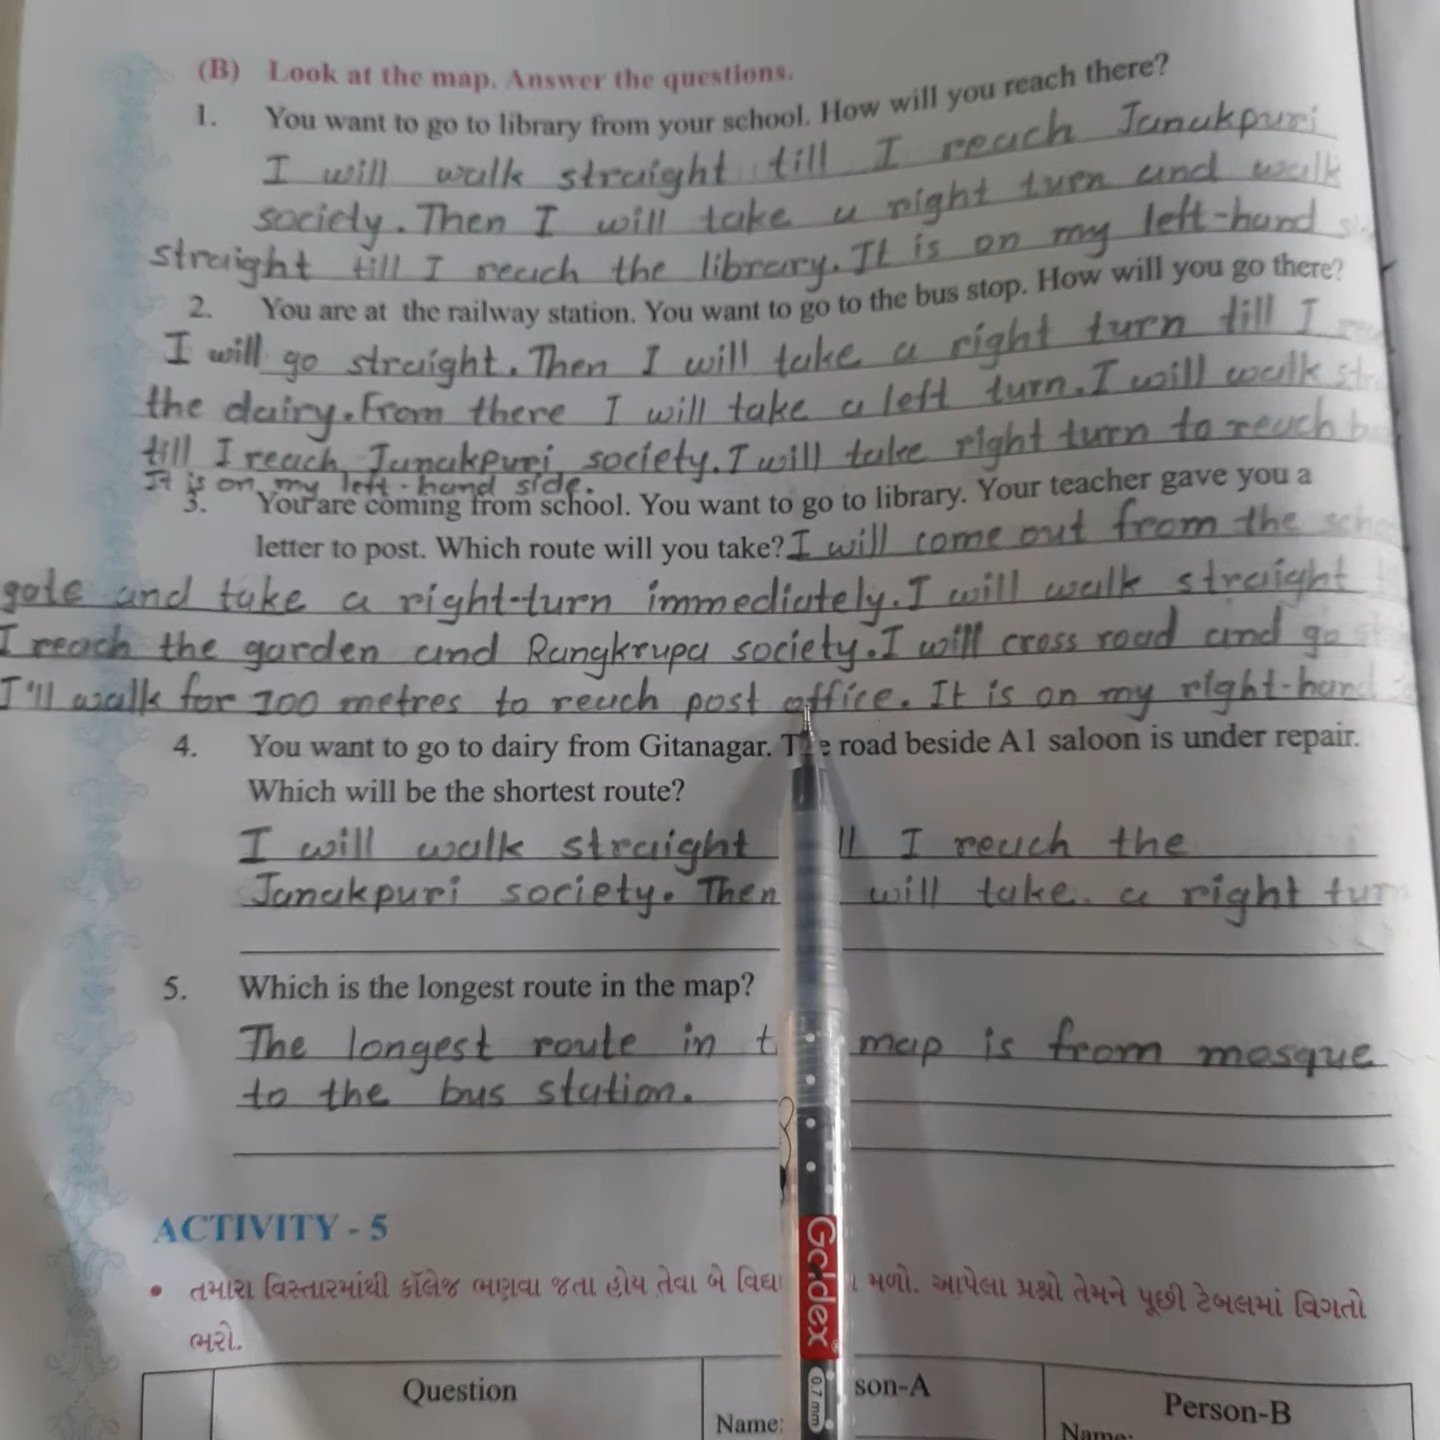 (B) Look at the map. Answer the questions.
1. You want to go to library from your school. How will you reach there?
I will walk straight till I reach Janakpuri
society. Then I will take a right turn and walk
straight till I reach the library. It is on my left-hand
2. You are at the railway station. You want to go to the bus stop. How will you go there?
I will go straight. Then I will take a right turn till I
the dairy. From there I will take a left turn. I will walk
till I reach Janakpuri society. I will take right turn to reach
It is on my left-hand side.
3. You are coming from school. You want to go to library. Your teacher gave you a
letter to post. Which route will you take? I will come out from the
gate and take a right-turn immediately. I will walk straight
I reach the garden and Rangkrupa society. I will cross road and go
I'll walk for 100 metres to reach post office. It is on my right-hand
4. You want to go to dairy from Gitanagar. The road beside A1 saloon is under repair.
Which will be the shortest route?
I will walk straight I reach the
Janakpuri society. Then will take a right turn
5. Which is the longest route in the map?
The longest route in map is from mosque
to the bus station.
ACTIVITY - 5
• તમારા વિસ્તારમાંથી કૉલેજ ભણવા જતા હોય તેવા બે મળો. આપેલા પ્રશ્નો તેમને પૂછી ટેબલમાં વિગતો
ભરો.
Question son-A Person-B
Name: Name:
Goldex
0.7 mm